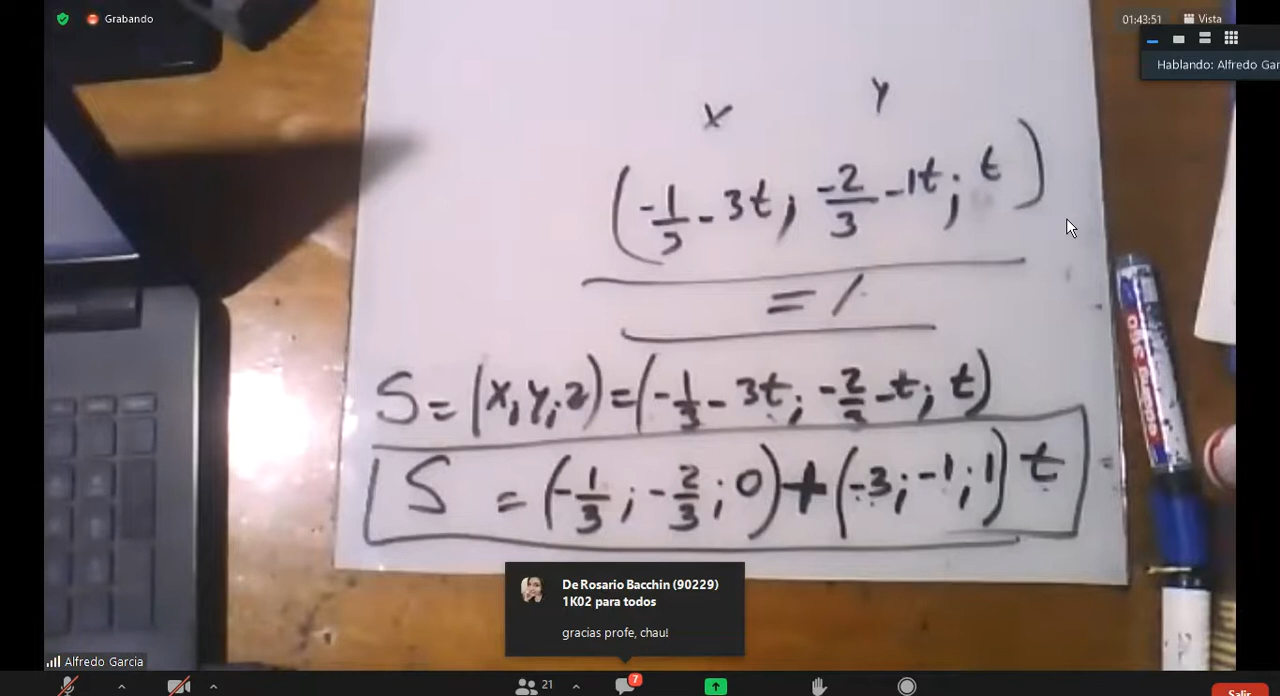 Grabando
01:43:51
Vista
Hablando: Alfredo Gar
x y
(-1/3 - 3t; -2/3 - 1t; t)
S = (x, y, z) = (-1/3 - 3t; -2/3 - t; t)
S = (-1/3; -2/3; 0) + (-3; -1; 1) t
De Rosario Bacchin (90229)
1K02 para todos
gracias profe, chau!
Alfredo Garcia
21
7
Salir